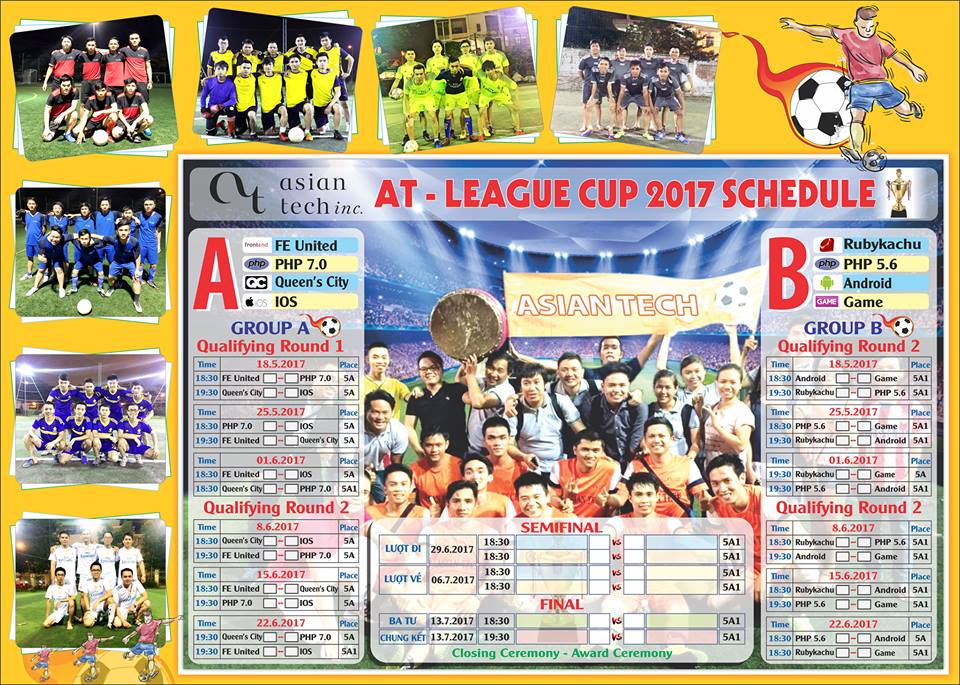 at asian tech inc.
AT - LEAGUE CUP 2017 SCHEDULE
A
frontend FE United
php PHP 7.0
QC Queen's City
iOS IOS
GROUP A
Qualifying Round 1
Time 18.5.2017 Place
18:30 FE United - PHP 7.0 5A
19:30 Queen's City - IOS 5A
25.5.2017 Place
18:30 PHP 7.0 - IOS 5A
19:30 FE United - Queen's City 5A
Time 01.6.2017 Place
18:30 FE United - IOS 5A
18:30 Queen's City - PHP 7.0 5A1
Qualifying Round 2
Time 8.6.2017 Place
18:30 Queen's City - IOS 5A
19:30 FE United - PHP 7.0 5A
Time 15.6.2017 Place
18:30 FE United - Queen's City 5A
19:30 PHP 7.0 - IOS 5A
Time 22.6.2017 Place
19:30 Queen's City - PHP 7.0 5A
19:30 FE United - IOS 5A1
ASIAN TECH
B
Rubykachu
php PHP 5.6
Android
GAME Game
GROUP B
Qualifying Round 2
Time 18.5.2017 Place
18:30 Android - Game 5A1
19:30 Rubykachu - PHP 5.6 5A1
Time 25.5.2017 Place
18:30 PHP 5.6 - Game 5A1
19:30 Rubykachu - Android 5A1
Time 01.6.2017 Place
19:30 Rubykachu - Game 5A
19:30 PHP 5.6 - Android 5A1
Qualifying Round 2
Time 8.6.2017 Place
18:30 Rubykachu - PHP 5.6 5A1
19:30 Android - Game 5A1
Time 15.6.2017 Place
18:30 Rubykachu - Android 5A1
19:30 PHP 5.6 - Game 5A1
Time 22.6.2017 Place
18:30 PHP 5.6 - Android 5A
18:30 Rubykachu - Game 5A1
SEMIFINAL
LƯỢT ĐI 29.6.2017 18:30 vs 5A1
18:30 vs 5A1
LƯỢT VỀ 06.7.2017 18:30 vs 5A1
18:30 vs 5A1
FINAL
BA TƯ 13.7.2017 18:30 vs 5A1
CHUNG KẾT 13.7.2017 19:30 vs 5A1
Closing Ceremony - Award Ceremony